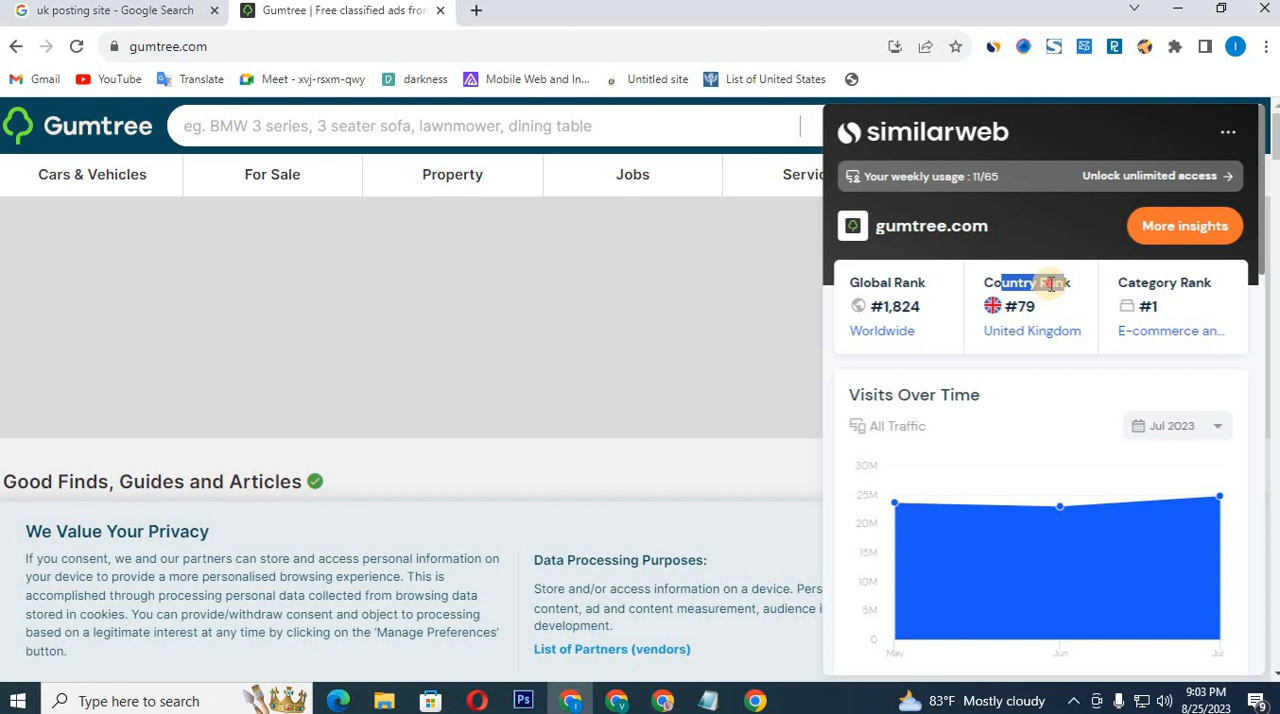 uk posting site - Google Search
Gumtree | Free classified ads from
gumtree.com
Gmail
YouTube
Translate
Meet - xvj-rsxm-qwy
darkness
Mobile Web and In...
Untitled site
List of United States
Gumtree
eg. BMW 3 series, 3 seater sofa, lawnmower, dining table
Cars & Vehicles
For Sale
Property
Jobs
Servic
similarweb
Your weekly usage : 11/65
Unlock unlimited access →
gumtree.com
More insights
Global Rank
#1,824
Worldwide
Country Rank
#79
United Kingdom
Category Rank
#1
E-commerce an...
Visits Over Time
All Traffic
Jul 2023
30M
25M
20M
15M
10M
5M
0
May
Jun
Jul
Good Finds, Guides and Articles
We Value Your Privacy
If you consent, we and our partners can store and access personal information on
your device to provide a more personalised browsing experience. This is
accomplished through processing personal data collected from browsing data
stored in cookies. You can provide/withdraw consent and object to processing
based on a legitimate interest at any time by clicking on the ‘Manage Preferences’
button.
Data Processing Purposes:
Store and/or access information on a device. Pers
content, ad and content measurement, audience i
development.
List of Partners (vendors)
Type here to search
Ps
83°F Mostly cloudy
9:03 PM
8/25/2023